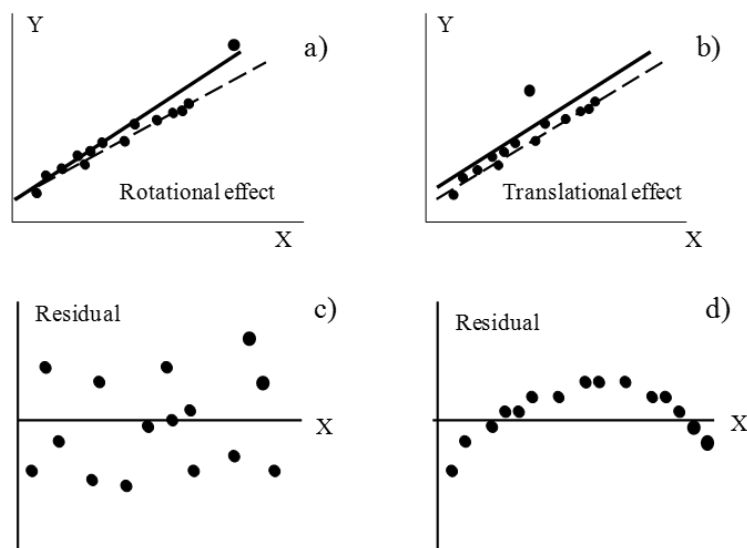 Y
a)
Rotational effect
X
Y
b)
Translational effect
X
Residual
c)
X
Residual
d)
X